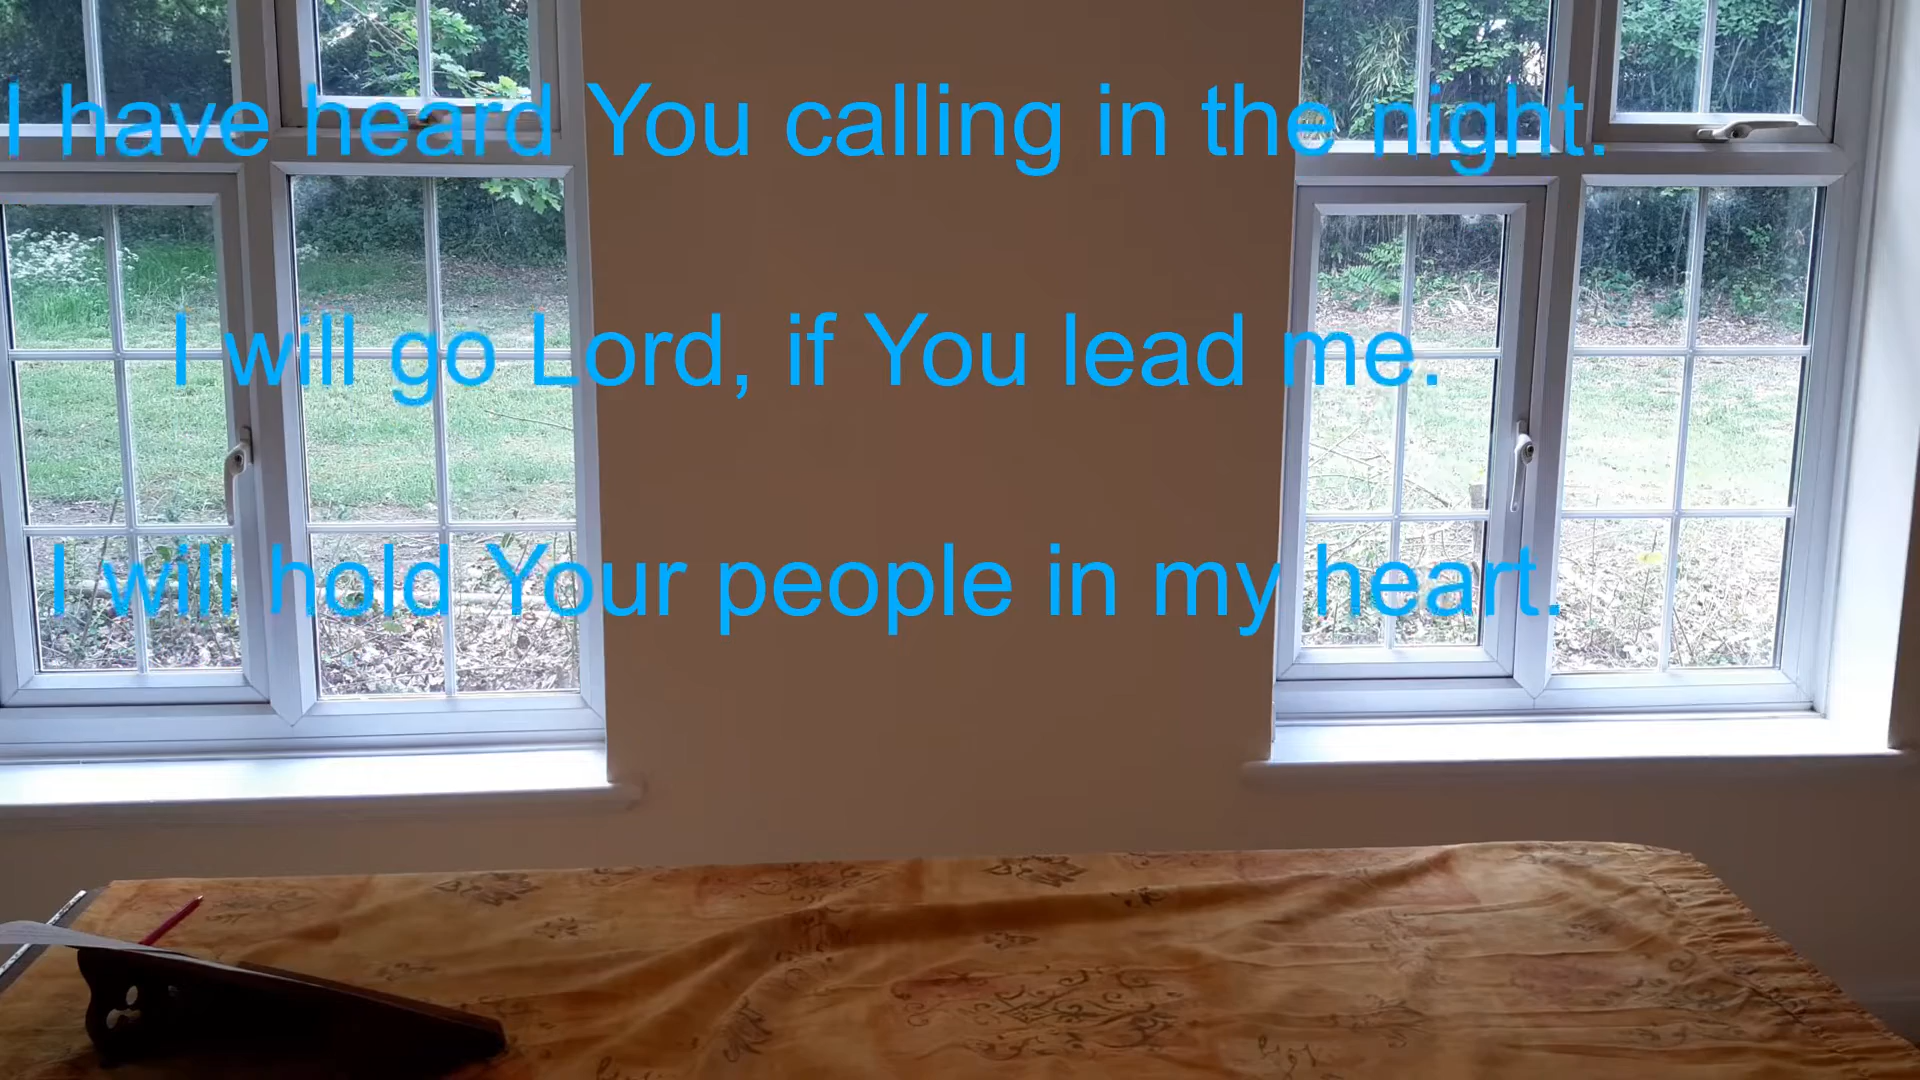 I have heard You calling in the night.
I will go Lord, if You lead me.
I will hold Your people in my heart.